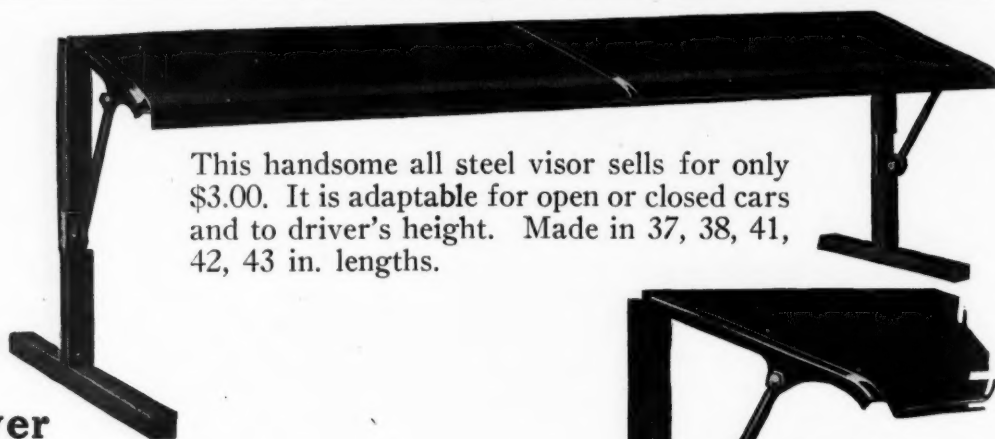 This handsome all steel visor sells for only
$3.00. It is adaptable for open or closed cars
and to driver's height. Made in 37, 38, 41,
42, 43 in. lengths.